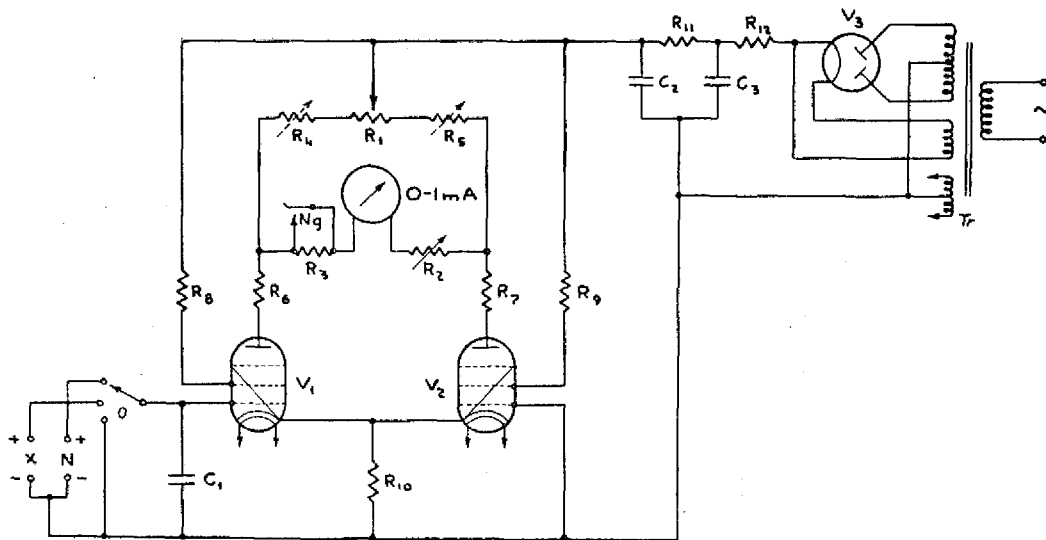 R11
R12
V3
C2
C3
R4
R1
R5
0-1mA
Ng
R3
R2
R8
R6
R7
R9
V1
V2
Tr
O
+
+
X
N
-
-
C1
R10
~